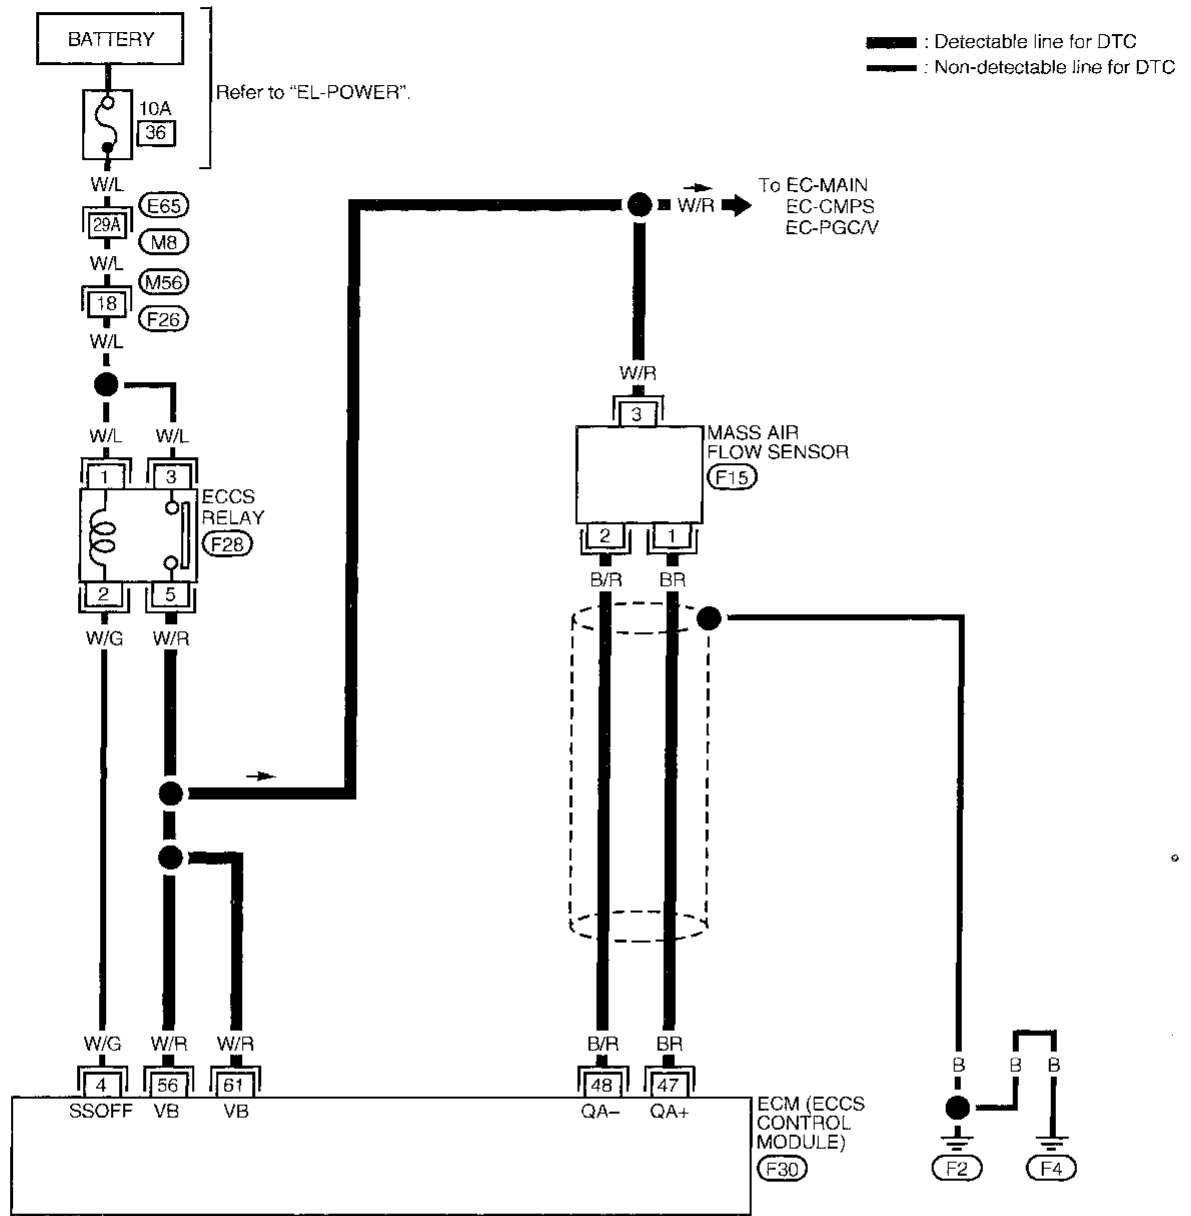 BATTERY
: Detectable line for DTC
: Non-detectable line for DTC
Refer to "EL-POWER".
10A
36
W/L
E65
29A
M8
W/L
M56
18
F26
W/L
W/R
To EC-MAIN
EC-CMPS
EC-PGC/V
W/R
3
MASS AIR
FLOW SENSOR
F15
W/L
W/L
1
3
ECCS
RELAY
F28
2
5
W/G
W/R
2
1
B/R
BR
W/G
W/R
W/R
B/R
BR
B
B
B
4
56
61
48
47
SSOFF
VB
VB
QA–
QA+
ECM (ECCS
CONTROL
MODULE)
F30
F2
F4